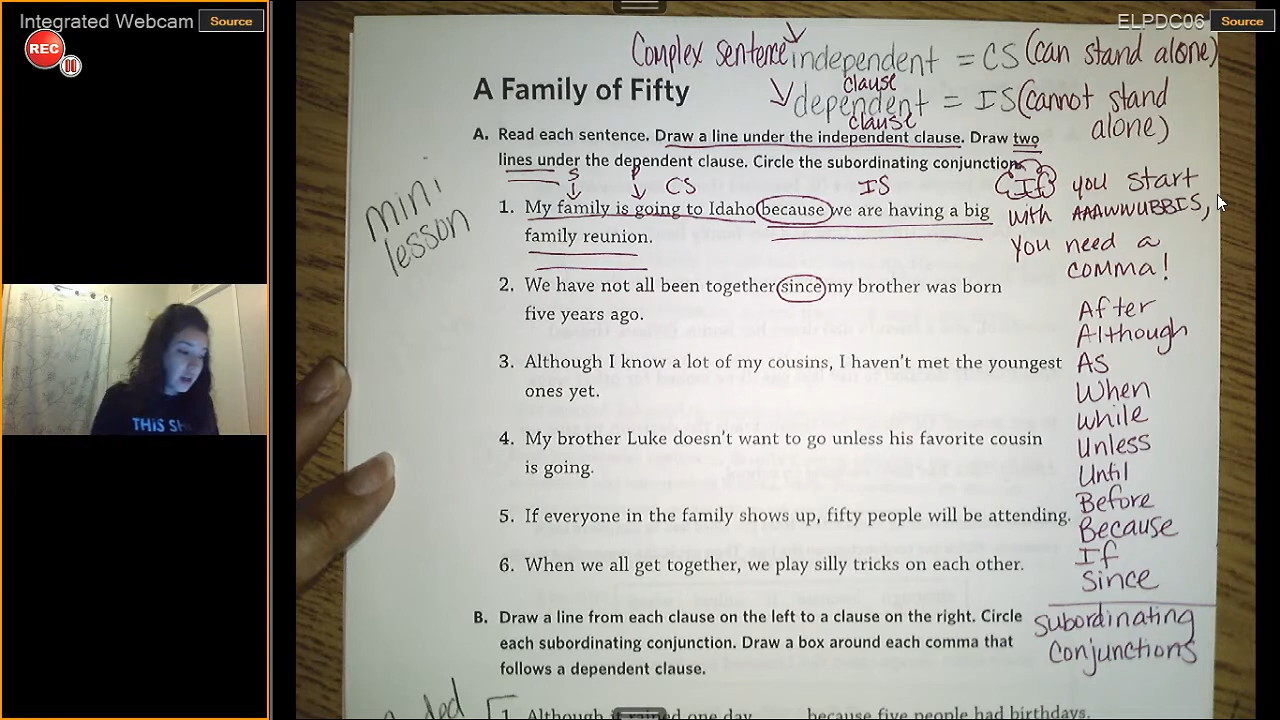 Integrated Webcam Source
REC
ELPDC06 Source
Complex sentence independent = CS (can stand alone)
clause
dependent = IS (cannot stand
clause alone)
A Family of Fifty
A. Read each sentence. Draw a line under the independent clause. Draw two
lines under the dependent clause. Circle the subordinating conjunction.
mini
lesson
S P CS IS
1. My family is going to Idaho because we are having a big
family reunion.
2. We have not all been together since my brother was born
five years ago.
3. Although I know a lot of my cousins, I haven't met the youngest
ones yet.
4. My brother Luke doesn't want to go unless his favorite cousin
is going.
5. If everyone in the family shows up, fifty people will be attending.
6. When we all get together, we play silly tricks on each other.
B. Draw a line from each clause on the left to a clause on the right. Circle
each subordinating conjunction. Draw a box around each comma that
follows a dependent clause.
1. Although it rained one day because five people had birthdays.
If you start
with AAAWWUUBBIS,
you need a
comma!
After
Although
As
When
While
Unless
Until
Before
Because
If
Since
Subordinating
Conjunctions
THIS SH